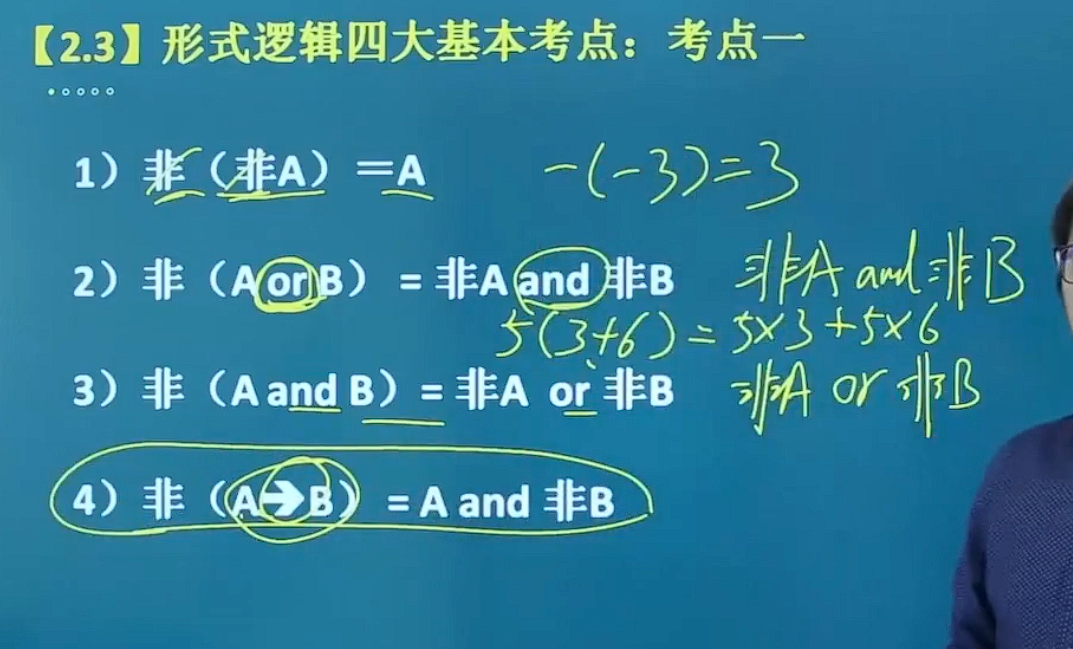 【2.3】形式逻辑四大基本考点：考点一
1）非（非A）=A -(-3)=3
2）非（A or B）= 非A and 非B 非A and 非B
5(3+6)=5×3+5×6
3）非（A and B）= 非A or 非B 非A or 非B
4）非（A→B）= A and 非B